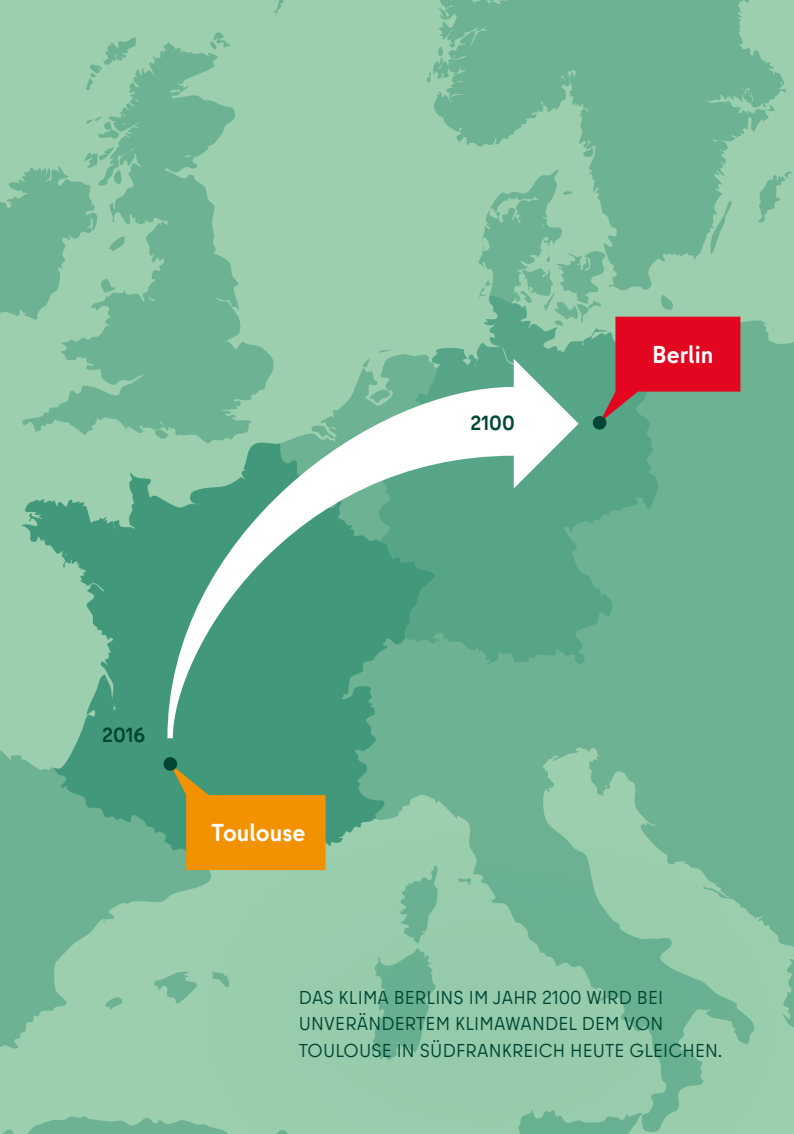 Berlin
2100
2016
Toulouse
DAS KLIMA BERLINS IM JAHR 2100 WIRD BEI
UNVERÄNDERTEM KLIMAWANDEL DEM VON
TOULOUSE IN SÜDFRANKREICH HEUTE GLEICHEN.